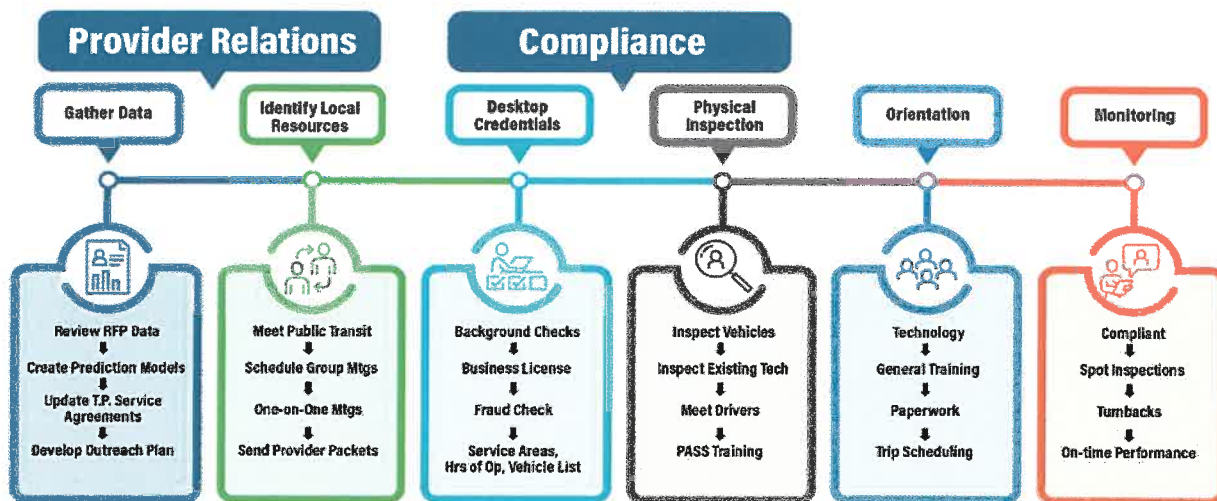 Provider Relations
Compliance
Gather Data
Identify Local
Resources
Desktop
Credentials
Physical
Inspection
Orientation
Monitoring
Review RFP Data
Create Prediction Models
Update T.P. Service
Agreements
Develop Outreach Plan
Meet Public Transit
Schedule Group Mtgs
One-on-One Mtgs
Send Provider Packets
Background Checks
Business License
Fraud Check
Service Areas,
Hrs of Op, Vehicle List
Inspect Vehicles
Inspect Existing Tech
Meet Drivers
PASS Training
Technology
General Training
Paperwork
Trip Scheduling
Compliant
Spot Inspections
Turnbacks
On-time Performance